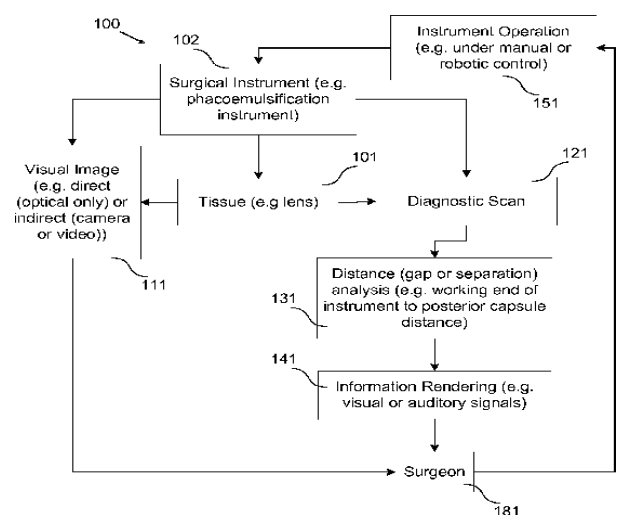 100
102
Instrument Operation
(e.g. under manual or
robotic control)
151
Surgical Instrument (e.g.
phacoemulsification
instrument)
Visual Image
(e.g. direct
(optical only) or
indirect (camera
or video))
111
101
Tissue (e.g lens)
121
Diagnostic Scan
Distance (gap or separation)
analysis (e.g. working end of
instrument to posterior capsule
distance)
131
141
Information Rendering (e.g.
visual or auditory signals)
Surgeon
181